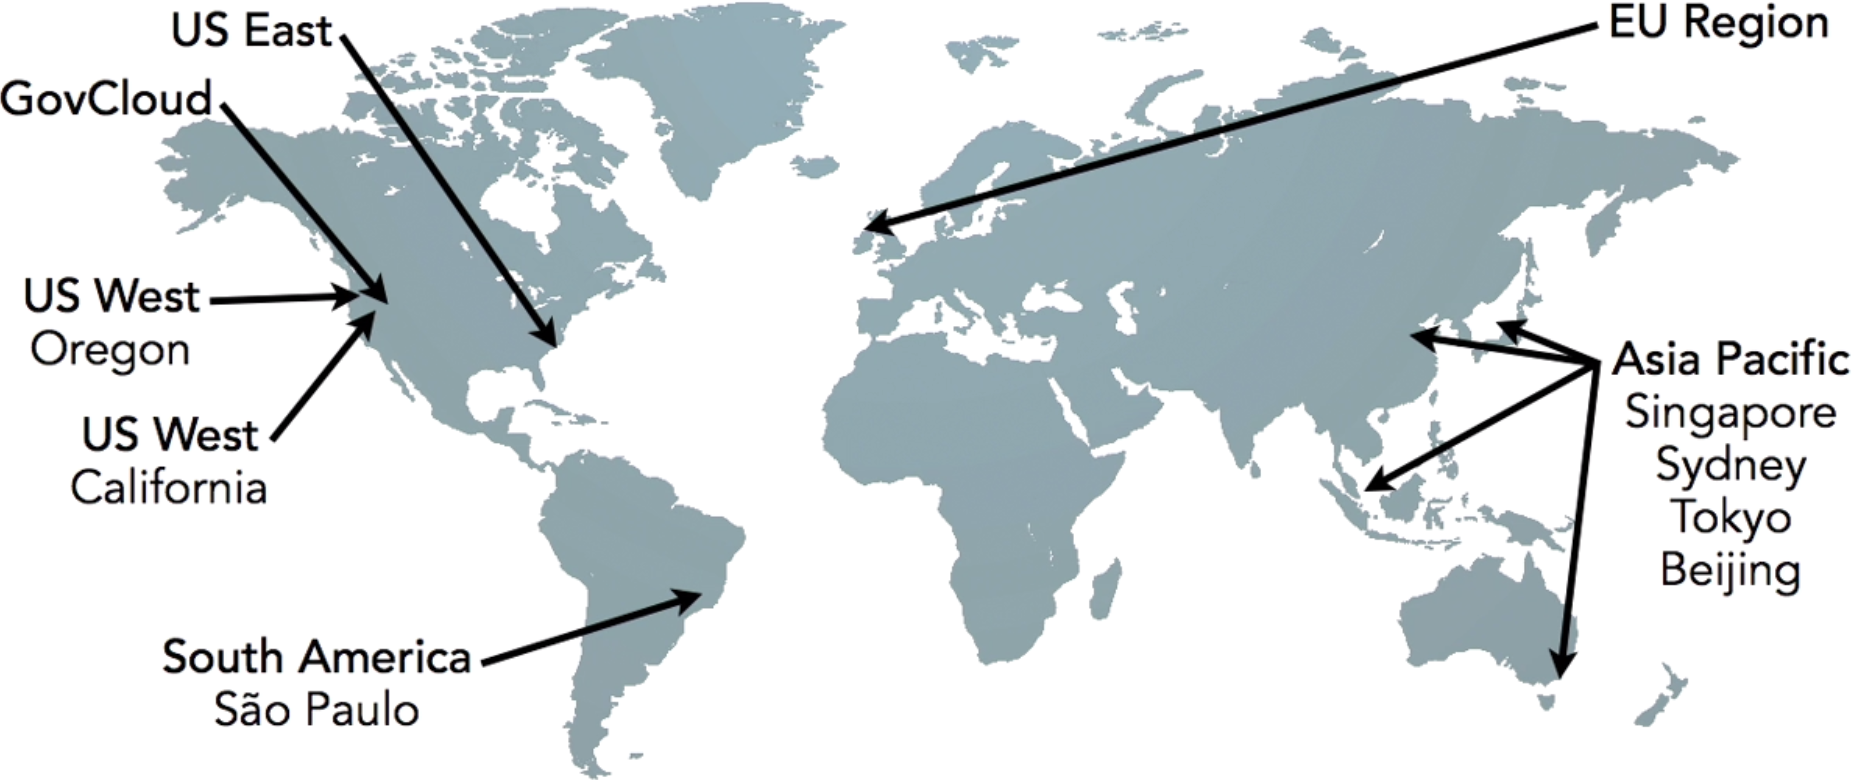 US East
GovCloud
US West
Oregon
US West
California
South America
São Paulo
EU Region
Asia Pacific
Singapore
Sydney
Tokyo
Beijing